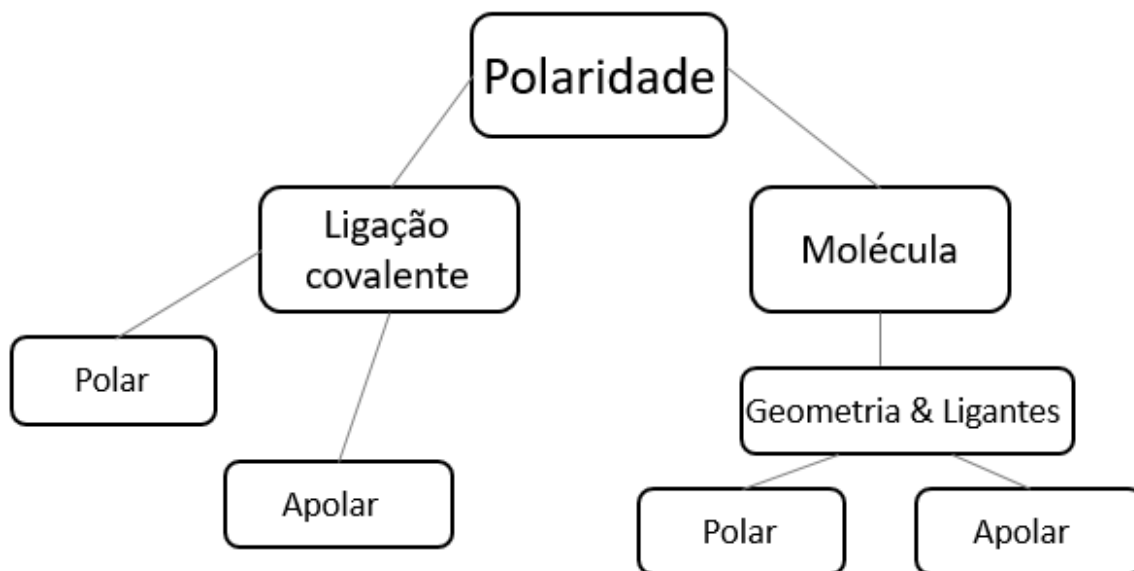 Polaridade
Ligação
covalente
Molécula
Polar
Geometria & Ligantes
Apolar
Polar
Apolar